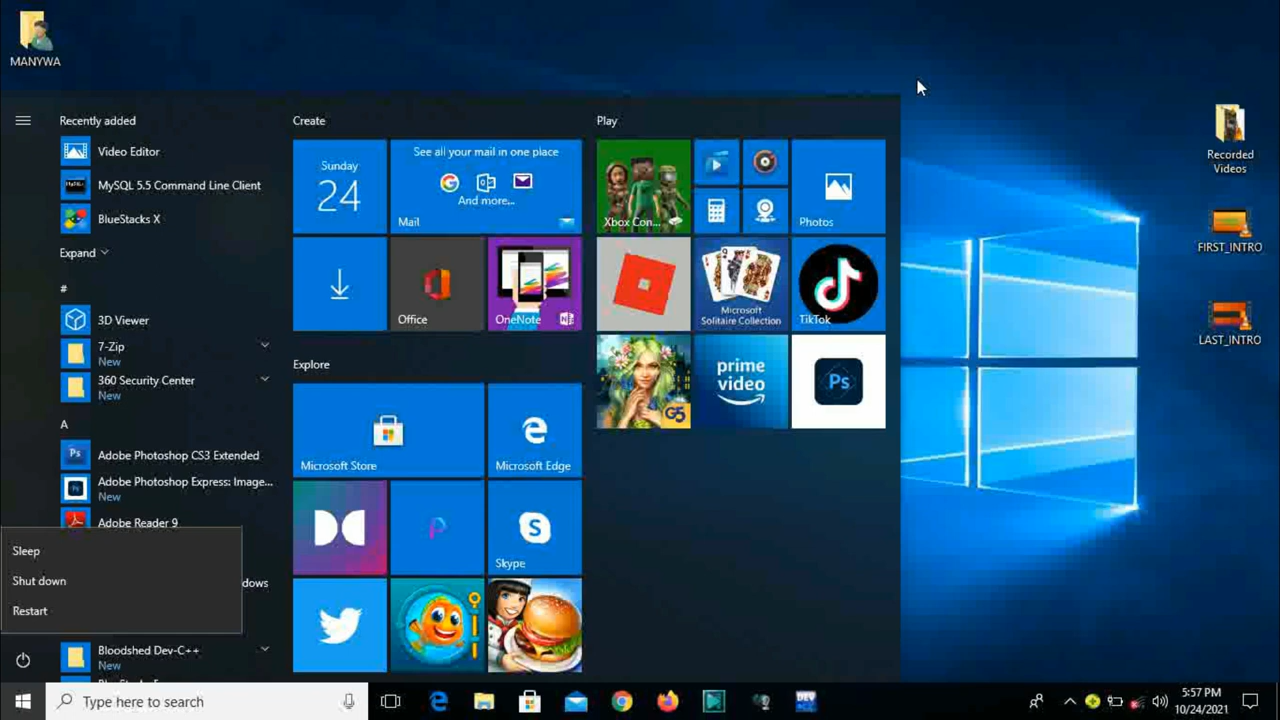 MANYWA
Recently added
Video Editor
MySQL 5.5 Command Line Client
BlueStacks X
Expand
#
3D Viewer
7-Zip
New
360 Security Center
New
A
Adobe Photoshop CS3 Extended
Adobe Photoshop Express: Image...
New
Adobe Reader 9
Sleep
Shut down
dows
Restart
Bloodshed Dev-C++
New
Create
Sunday
24
See all your mail in one place
And more...
Mail
Office
OneNote
Explore
Microsoft Store
Microsoft Edge
Skype
Play
Xbox Con...
Photos
Microsoft
Solitaire Collection
TikTok
G5
prime
video
Ps
Recorded
Videos
FIRST_INTRO
LAST_INTRO
Type here to search
5:57 PM
10/24/2021